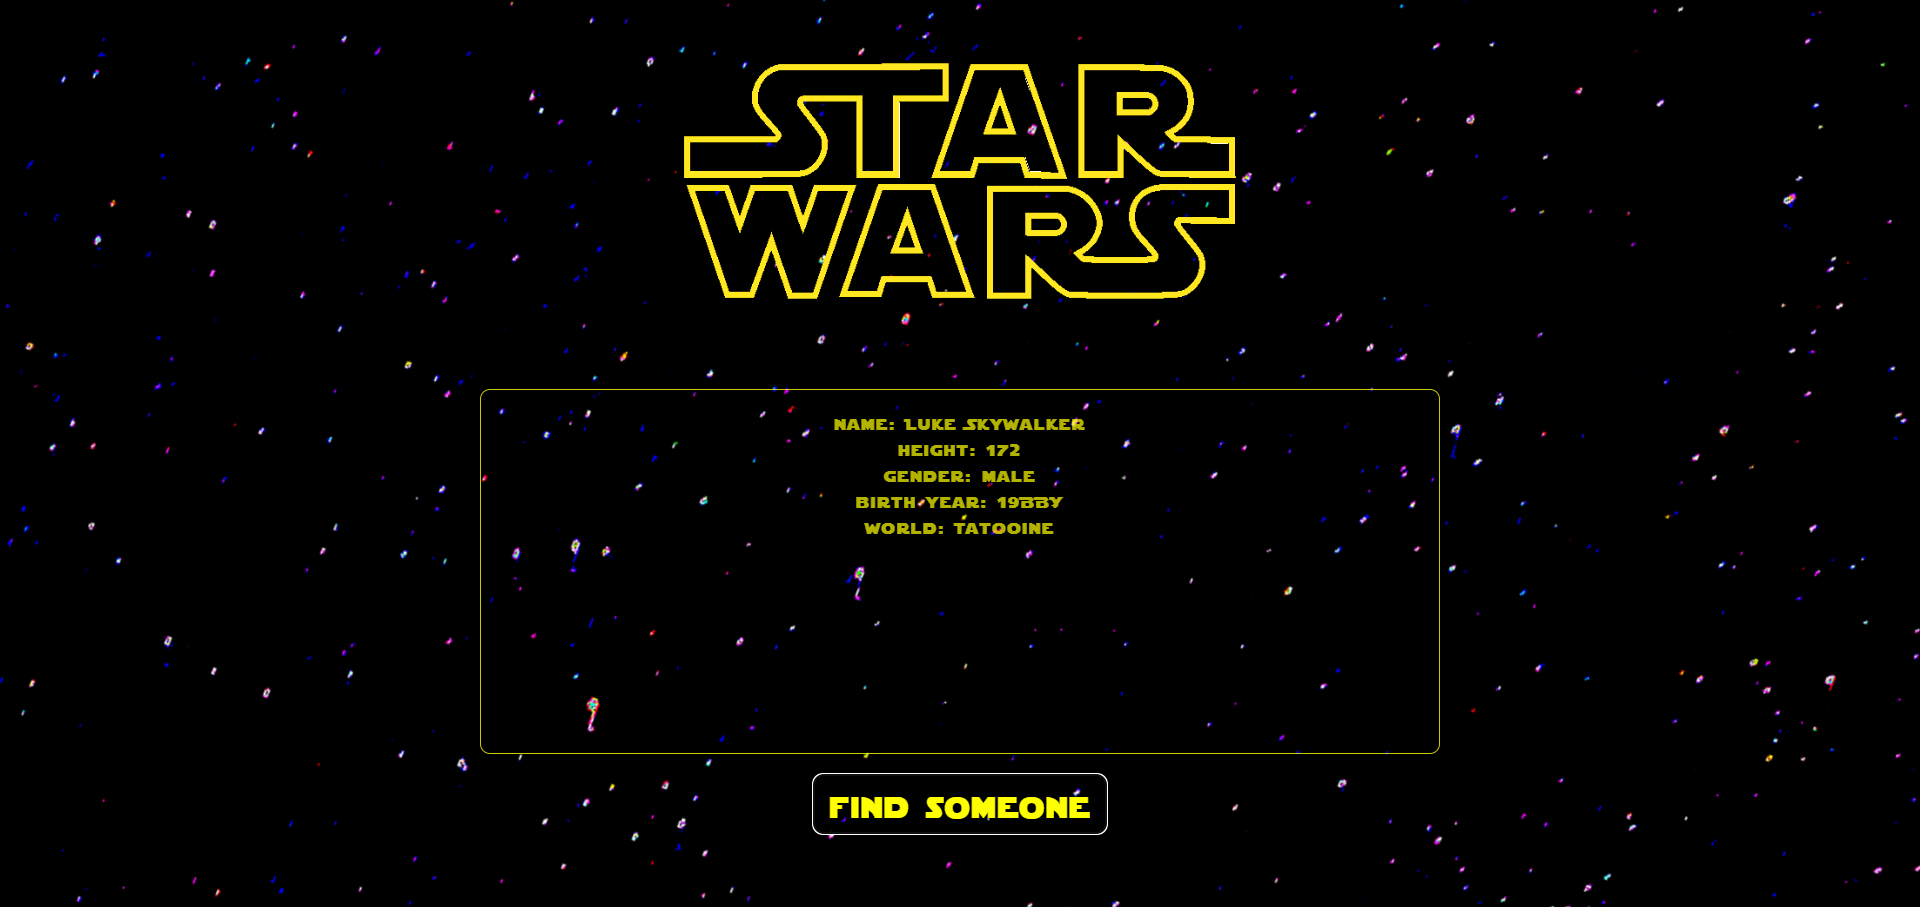 STAR
WARS
NAME: LUKE SKYWALKER
HEIGHT: 172
GENDER: MALE
BIRTH-YEAR: 19BBY
WORLD: TATOOINE
FIND SOMEONE